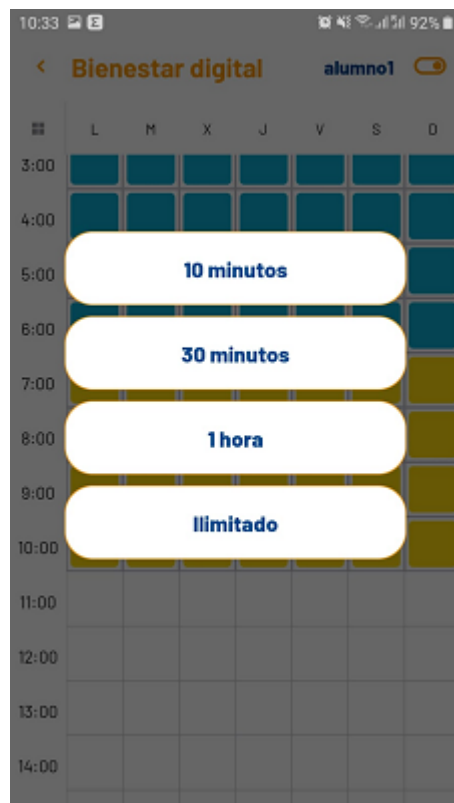 10:33 92%
Bienestar digital alumno1
L M X J V S D
3:00
4:00
10 minutos
5:00
6:00
30 minutos
7:00
8:00 1 hora
9:00
Ilimitado
10:00
11:00
12:00
13:00
14:00